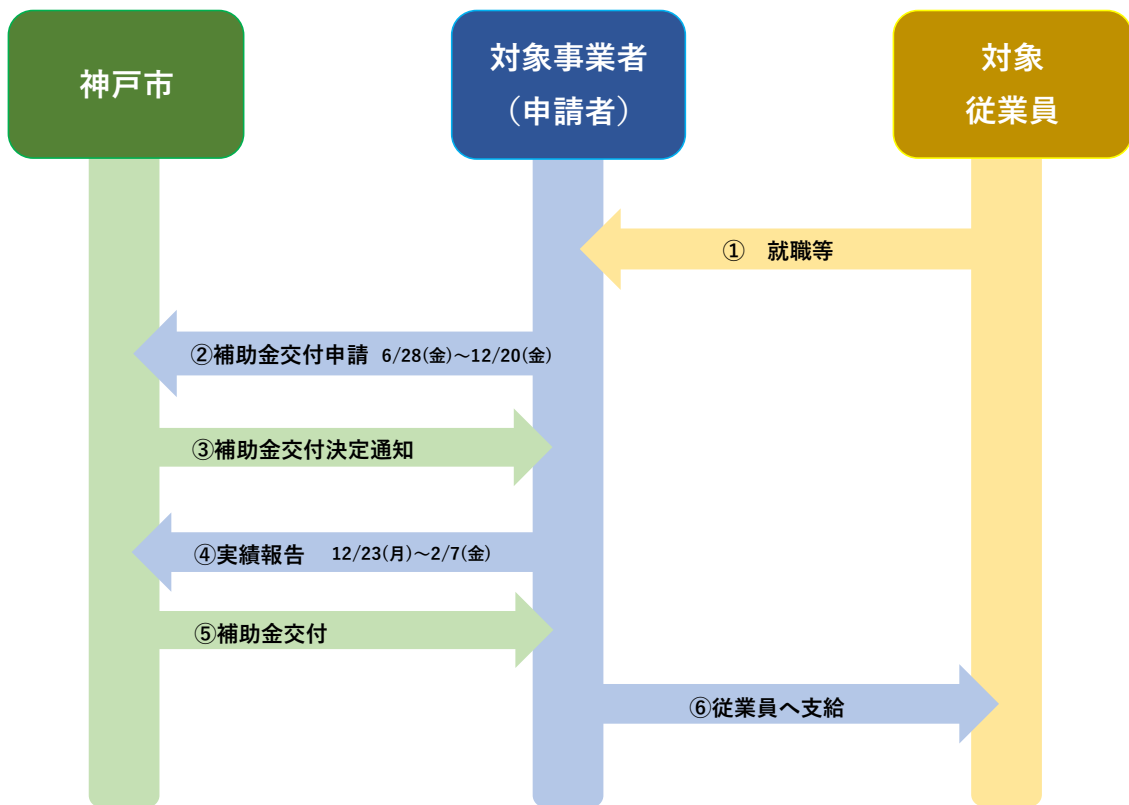 神戸市
対象事業者
（申請者）
対象
従業員
①　就職等
②補助金交付申請 6/28(金)～12/20(金)
③補助金交付決定通知
④実績報告 12/23(月)～2/7(金)
⑤補助金交付
⑥従業員へ支給